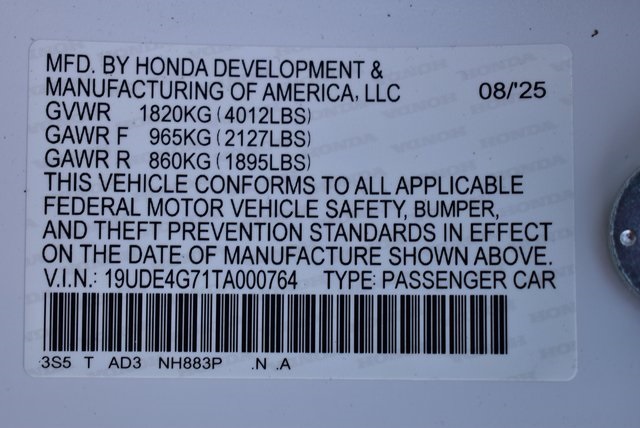 MFD. BY HONDA DEVELOPMENT &
MANUFACTURING OF AMERICA, LLC 08/'25
GVWR 1820KG (4012LBS)
GAWR F 965KG (2127LBS)
GAWR R 860KG (1895LBS)
THIS VEHICLE CONFORMS TO ALL APPLICABLE
FEDERAL MOTOR VEHICLE SAFETY, BUMPER,
AND THEFT PREVENTION STANDARDS IN EFFECT
ON THE DATE OF MANUFACTURE SHOWN ABOVE.
V.I.N.: 19UDE4G71TA000764 TYPE: PASSENGER CAR
3S5 T AD3 NH883P .N .A